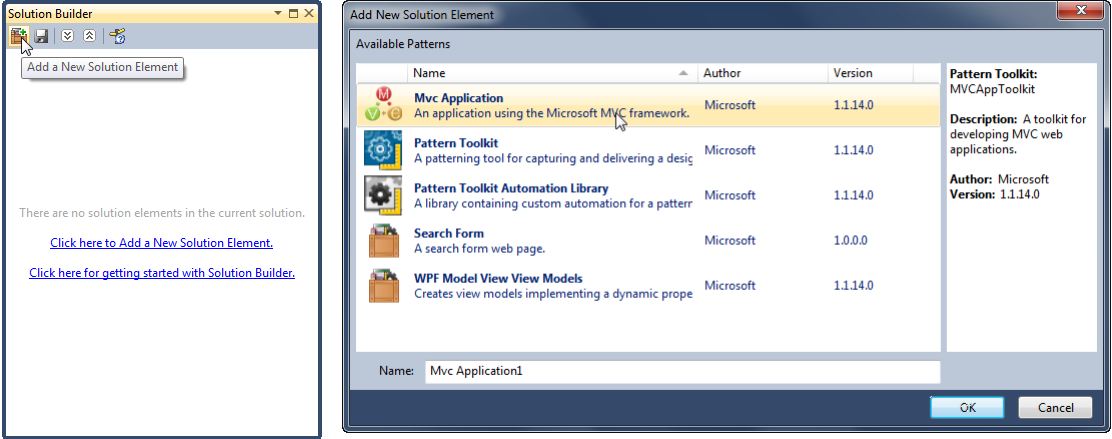 Solution Builder
Add a New Solution Element
There are no solution elements in the current solution.
Click here to Add a New Solution Element.
Click here for getting started with Solution Builder.
Add New Solution Element
Available Patterns
Name Author Version
Mvc Application
An application using the Microsoft MVC framework.
Microsoft 1.1.14.0
Pattern Toolkit
A patterning tool for capturing and delivering a desig
Microsoft 1.1.14.0
Pattern Toolkit Automation Library
A library containing custom automation for a pattern
Microsoft 1.1.14.0
Search Form
A search form web page.
Microsoft 1.0.0.0
WPF Model View View Models
Creates view models implementing a dynamic prope
Microsoft 1.1.14.0
Pattern Toolkit:
MVCAppToolkit
Description: A toolkit for
developing MVC web
applications.
Author: Microsoft
Version: 1.1.14.0
Name: Mvc Application1
OK Cancel